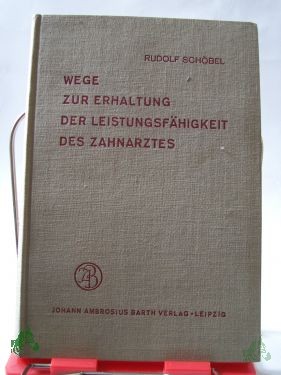 RUDOLF SCHÖBEL
WEGE
ZUR ERHALTUNG
DER LEISTUNGSFÄHIGKEIT
DES ZAHNARZTES
JOHANN AMBROSIUS BARTH VERLAG · LEIPZIG